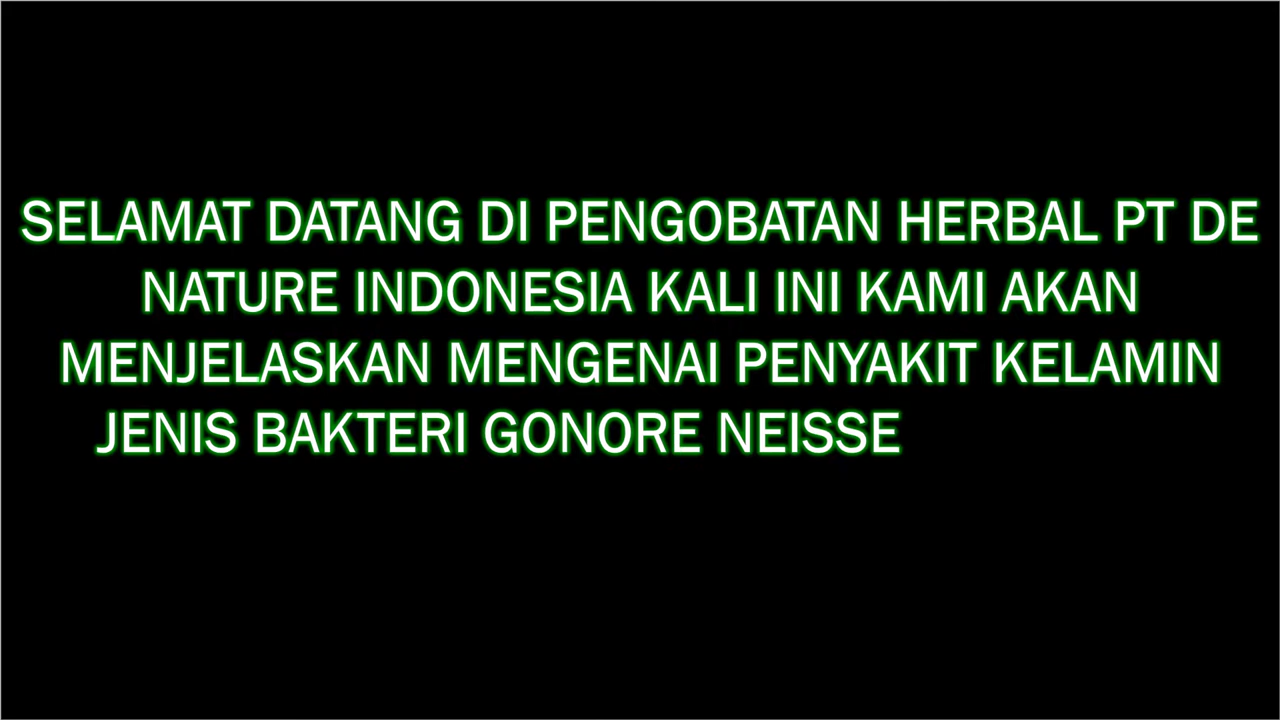 SELAMAT DATANG DI PENGOBATAN HERBAL PT DE
NATURE INDONESIA KALI INI KAMI AKAN
MENJELASKAN MENGENAI PENYAKIT KELAMIN
JENIS BAKTERI GONORE NEISSE